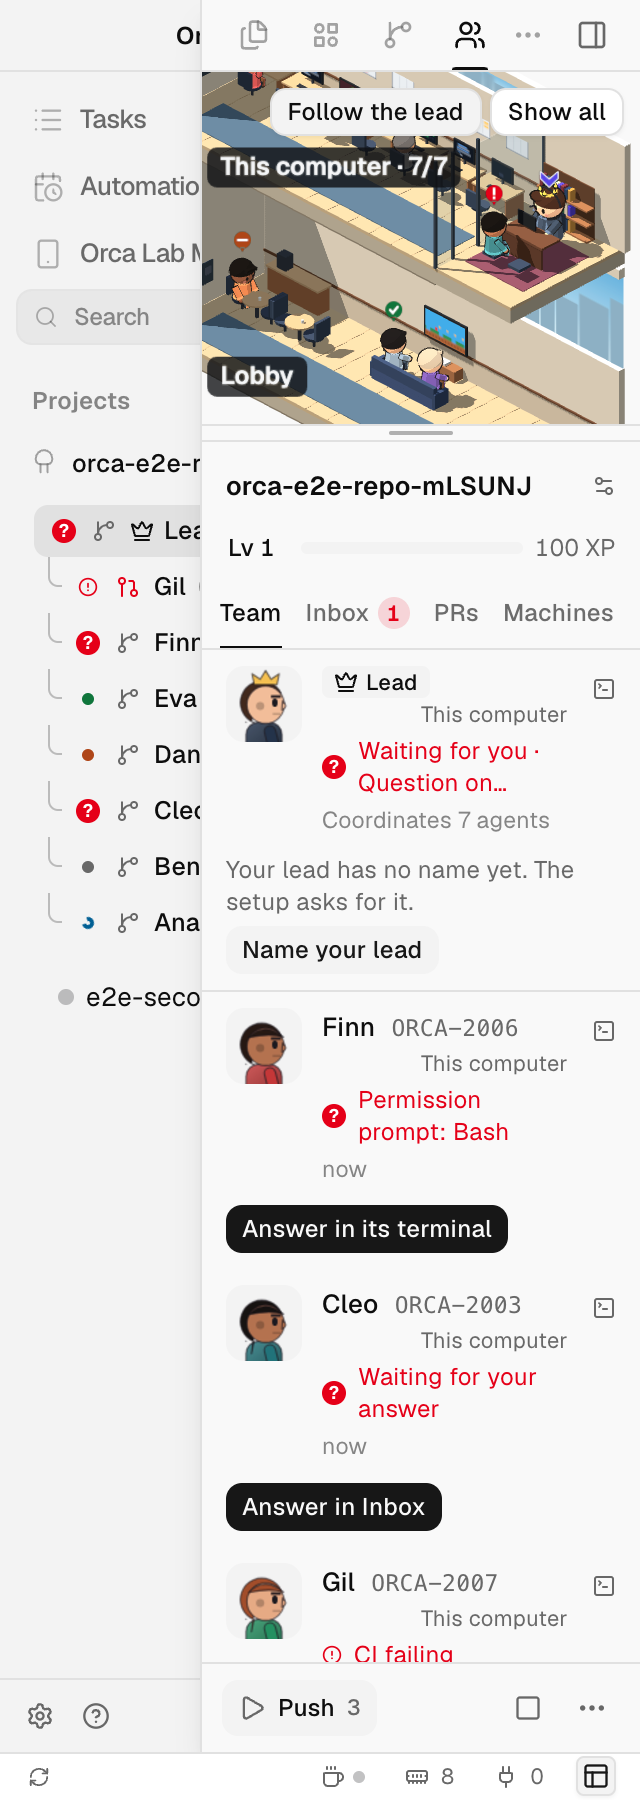 Or
Tasks
Automatio
Orca Lab M
Search
Projects
orca-e2e-r
Lea
Gil
Finn
Eva
Dan
Cleo
Ben
Ana
e2e-seco
Follow the lead
Show all
This computer · 7/7
Lobby
orca-e2e-repo-mLSUNJ
Lv 1
100 XP
Team
Inbox 1
PRs
Machines
Lead
This computer
Waiting for you ·
Question on...
Coordinates 7 agents
Your lead has no name yet. The
setup asks for it.
Name your lead
Finn ORCA-2006
This computer
Permission
prompt: Bash
now
Answer in its terminal
Cleo ORCA-2003
This computer
Waiting for your
answer
now
Answer in Inbox
Gil ORCA-2007
This computer
CI failing
Push 3
8
0